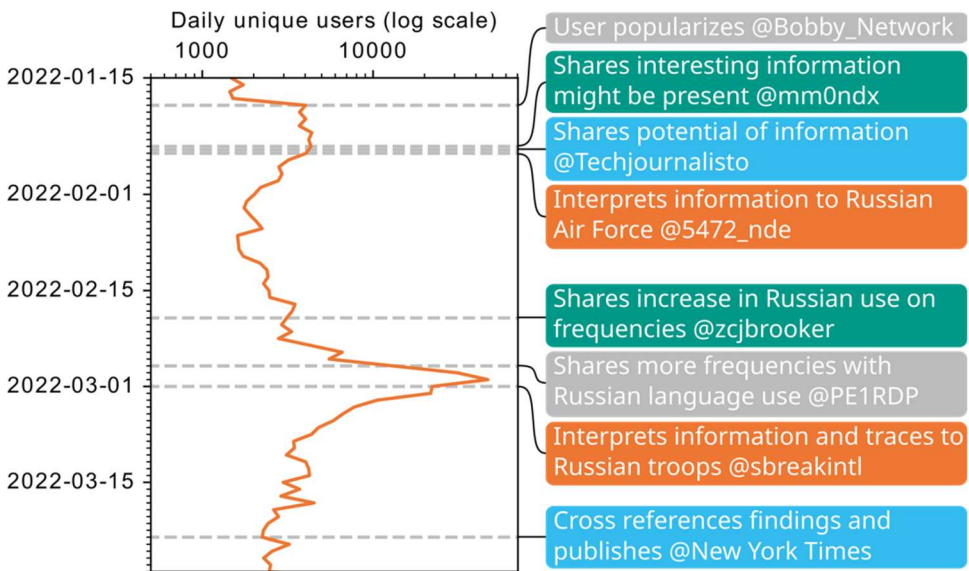 Daily unique users (log scale)
1000 10000
2022-01-15
2022-02-01
2022-02-15
2022-03-01
2022-03-15
User popularizes @Bobby_Network
Shares interesting information
might be present @mm0ndx
Shares potential of information
@Techjournalisto
Interprets information to Russian
Air Force @5472_nde
Shares increase in Russian use on
frequencies @zcjbrooker
Shares more frequencies with
Russian language use @PE1RDP
Interprets information and traces to
Russian troops @sbreakintl
Cross references findings and
publishes @New York Times